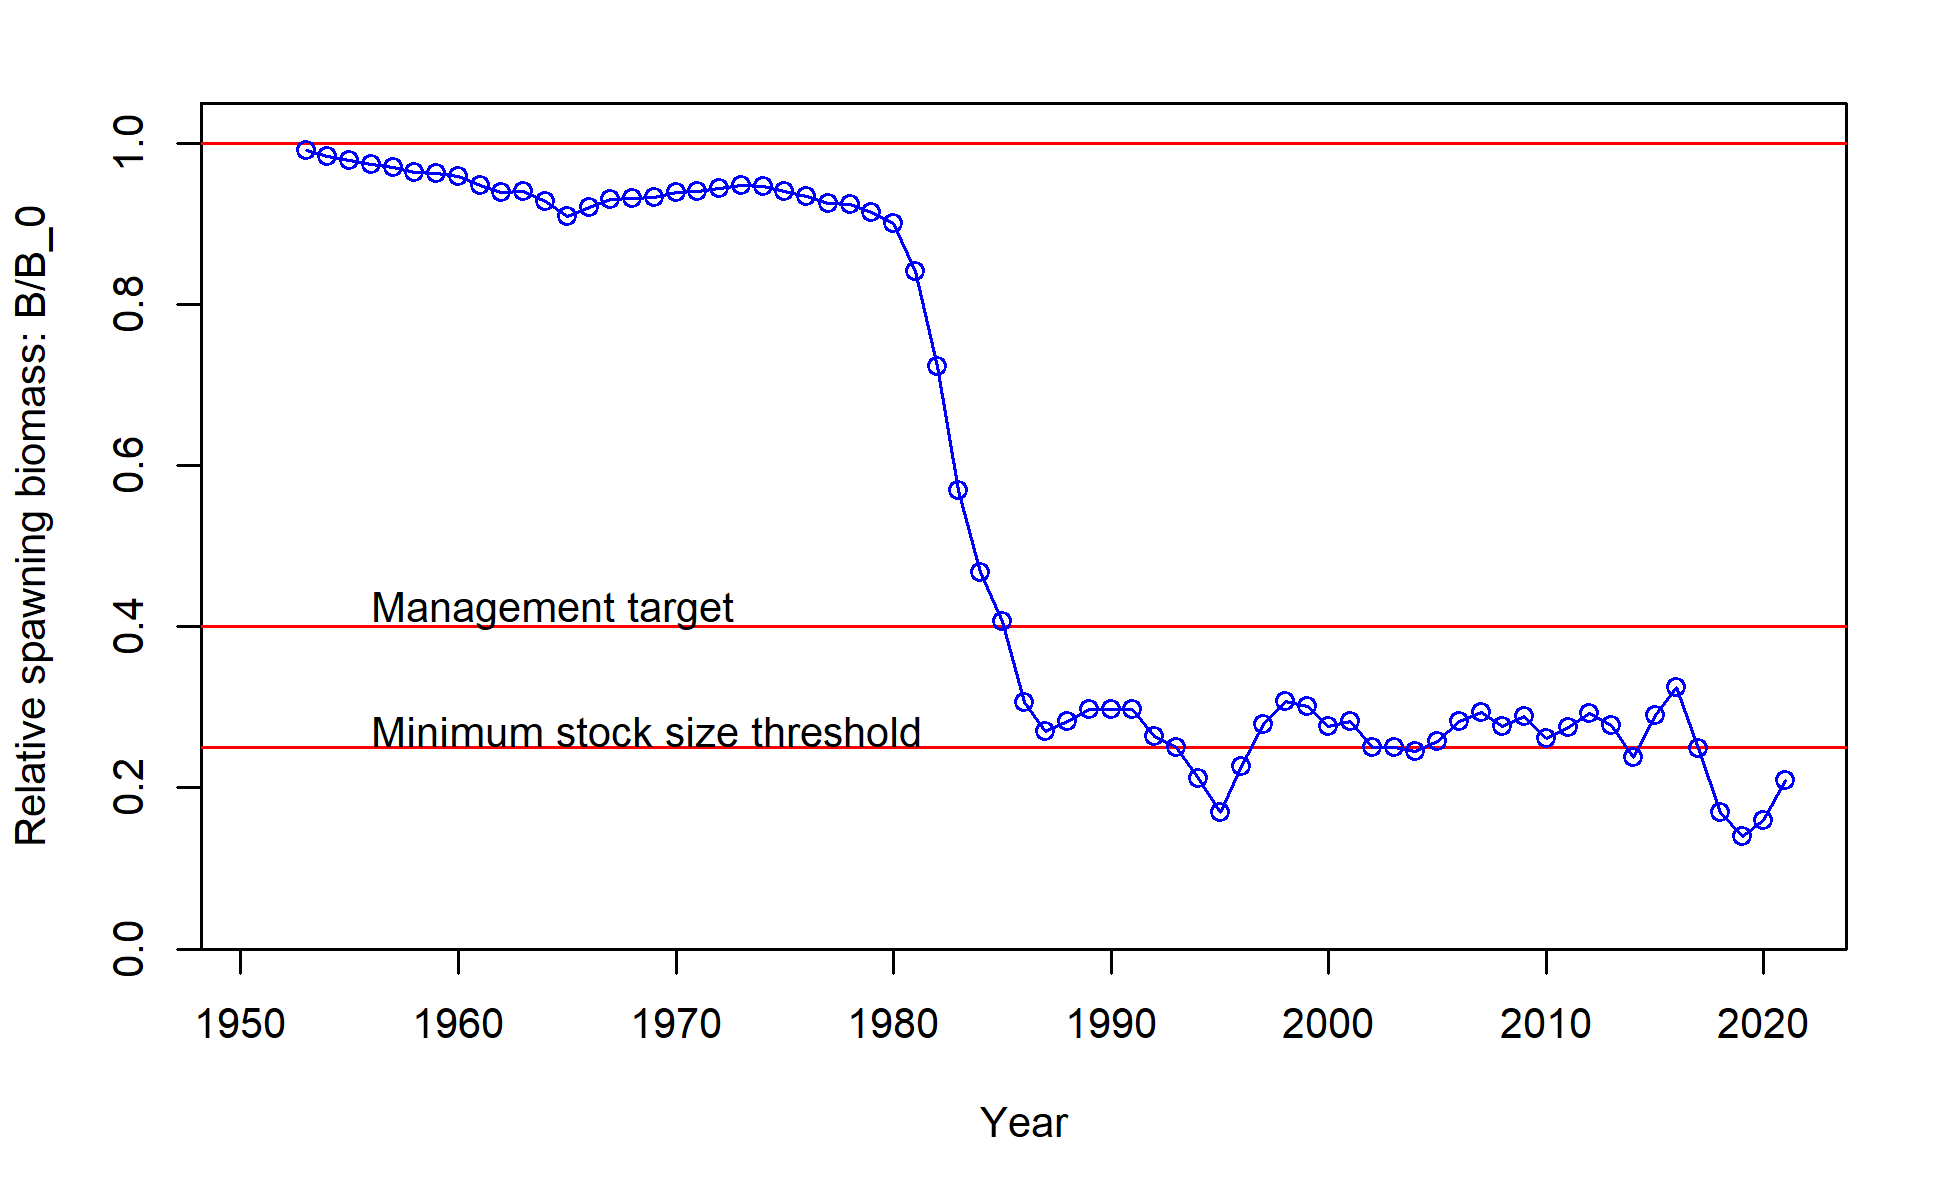 Relative spawning biomass: B/B_0
1.0
0.8
0.6
0.4
0.2
0.0
Management target
Minimum stock size threshold
1950 1960 1970 1980 1990 2000 2010 2020
Year